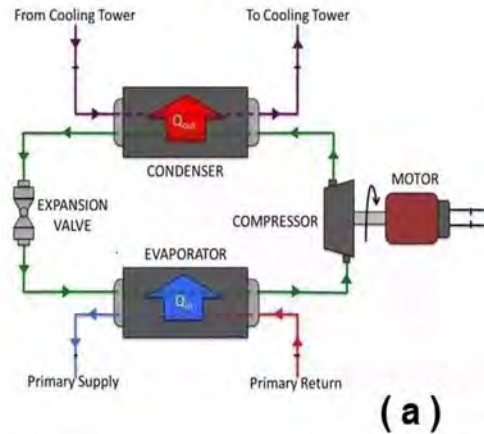 From Cooling Tower
To Cooling Tower
Qout
CONDENSER
EXPANSION
VALVE
COMPRESSOR
MOTOR
EVAPORATOR
Qin
Primary Supply
Primary Return
(a)